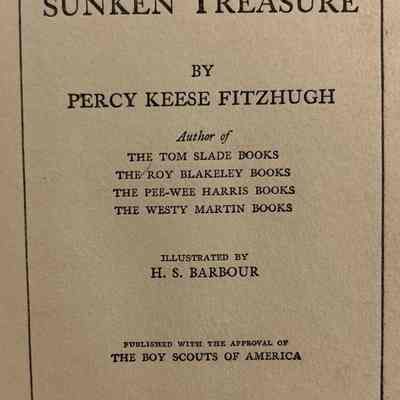 SUNKEN TREASURE
BY
PERCY KEESE FITZHUGH
Author of
THE TOM SLADE BOOKS
THE ROY BLAKELEY BOOKS
THE PEE-WEE HARRIS BOOKS
THE WESTY MARTIN BOOKS
ILLUSTRATED BY
H. S. BARBOUR
PUBLISHED WITH THE APPROVAL OF
THE BOY SCOUTS OF AMERICA